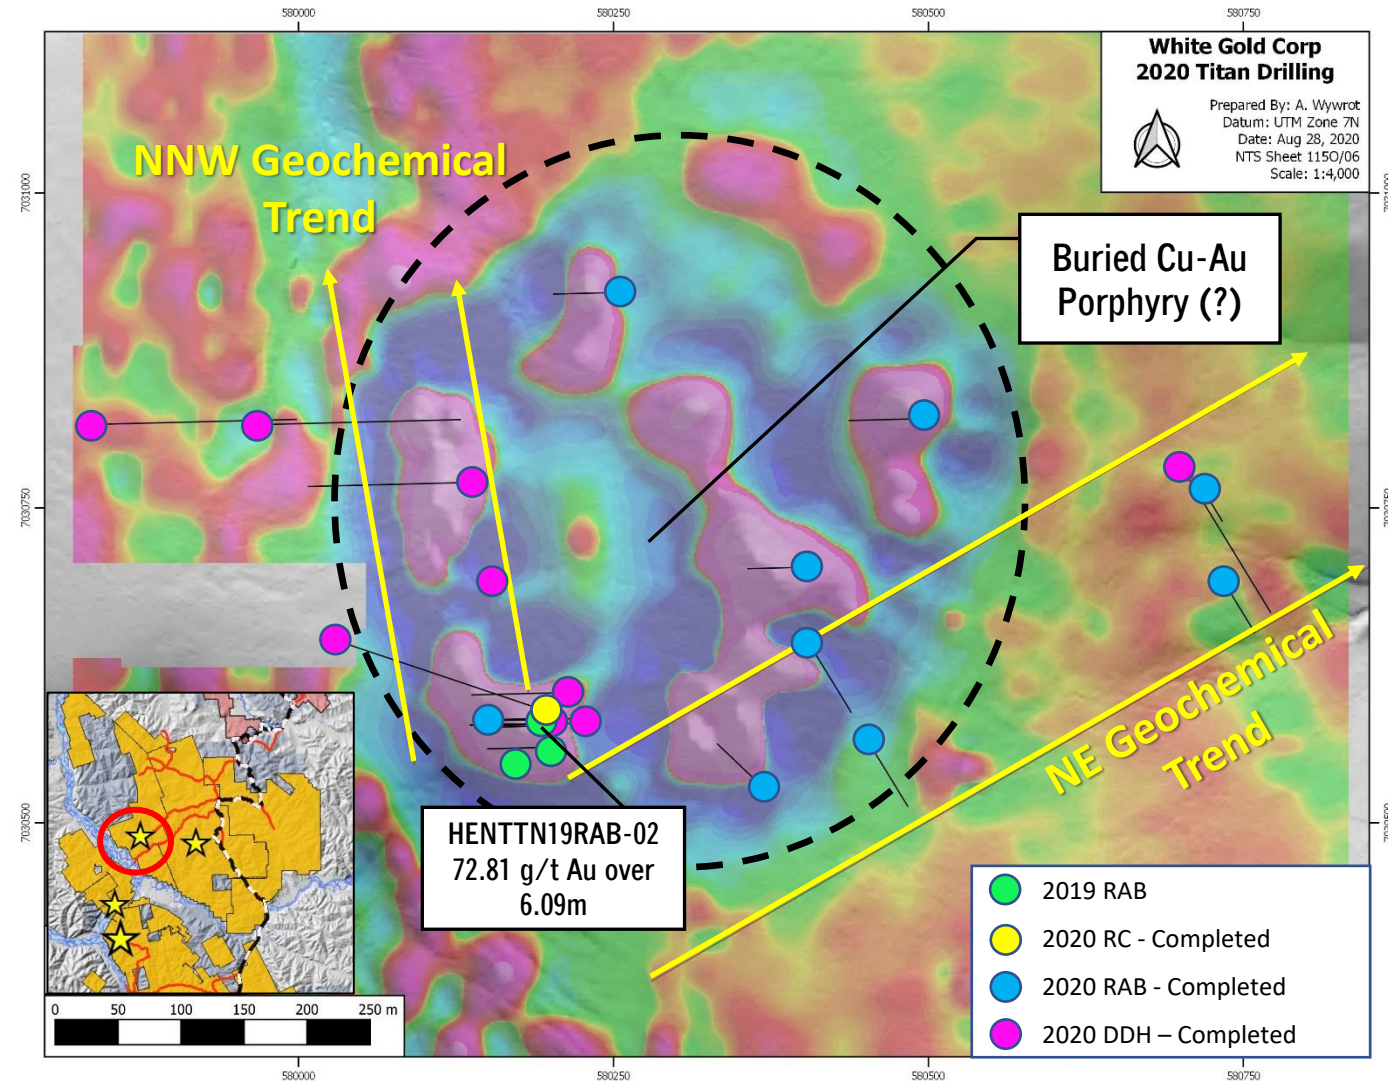 580000
580250
580500
580750
White Gold Corp
2020 Titan Drilling
Prepared By: A. Wywrot
Datum: UTM Zone 7N
Date: Aug 28, 2020
NTS Sheet 115O/06
Scale: 1:4,000
NNW Geochemical
Trend
7031000
7031000
Buried Cu-Au
Porphyry (?)
7030750
7030750
NE Geochemical
Trend
7030500
7030500
HENTTN19RAB-02
72.81 g/t Au over
6.09m
2019 RAB
2020 RC - Completed
2020 RAB - Completed
2020 DDH – Completed
0 50 100 150 200 250 m
580000
580250
580500
580750